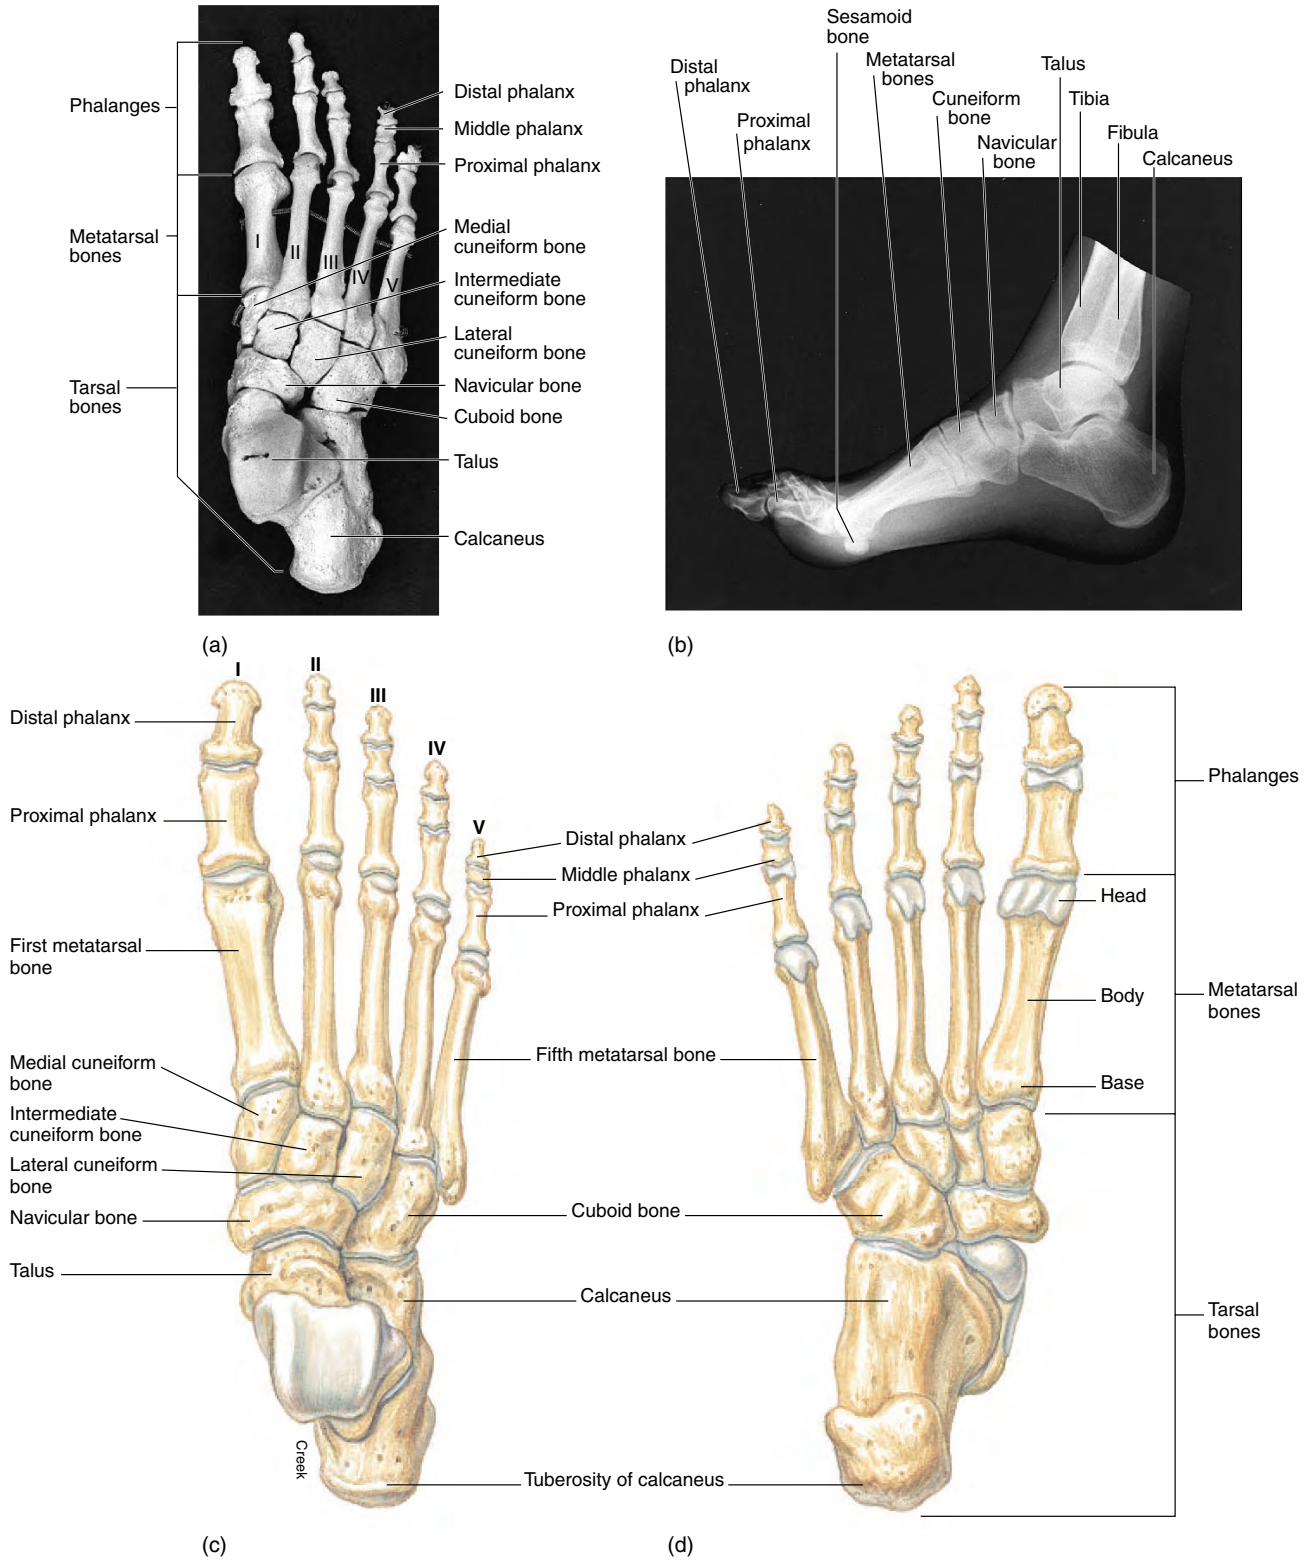 Phalanges
Metatarsal
bones
Tarsal
bones
I
II
III
IV
V
Distal phalanx
Middle phalanx
Proximal phalanx
Medial
cuneiform bone
Intermediate
cuneiform bone
Lateral
cuneiform bone
Navicular bone
Cuboid bone
Talus
Calcaneus
(a)
Sesamoid
bone
Metatarsal
bones
Distal
phalanx
Cuneiform
bone
Proximal
phalanx
Navicular
bone
Talus
Tibia
Fibula
Calcaneus
(b)
I
II
III
IV
V
Distal phalanx
Proximal phalanx
First metatarsal
bone
Medial cuneiform
bone
Intermediate
cuneiform bone
Lateral cuneiform
bone
Navicular bone
Talus
Distal phalanx
Middle phalanx
Proximal phalanx
Fifth metatarsal bone
Cuboid bone
Calcaneus
Tuberosity of calcaneus
Creek
(c)
Phalanges
Head
Body
Metatarsal
bones
Base
Tarsal
bones
(d)